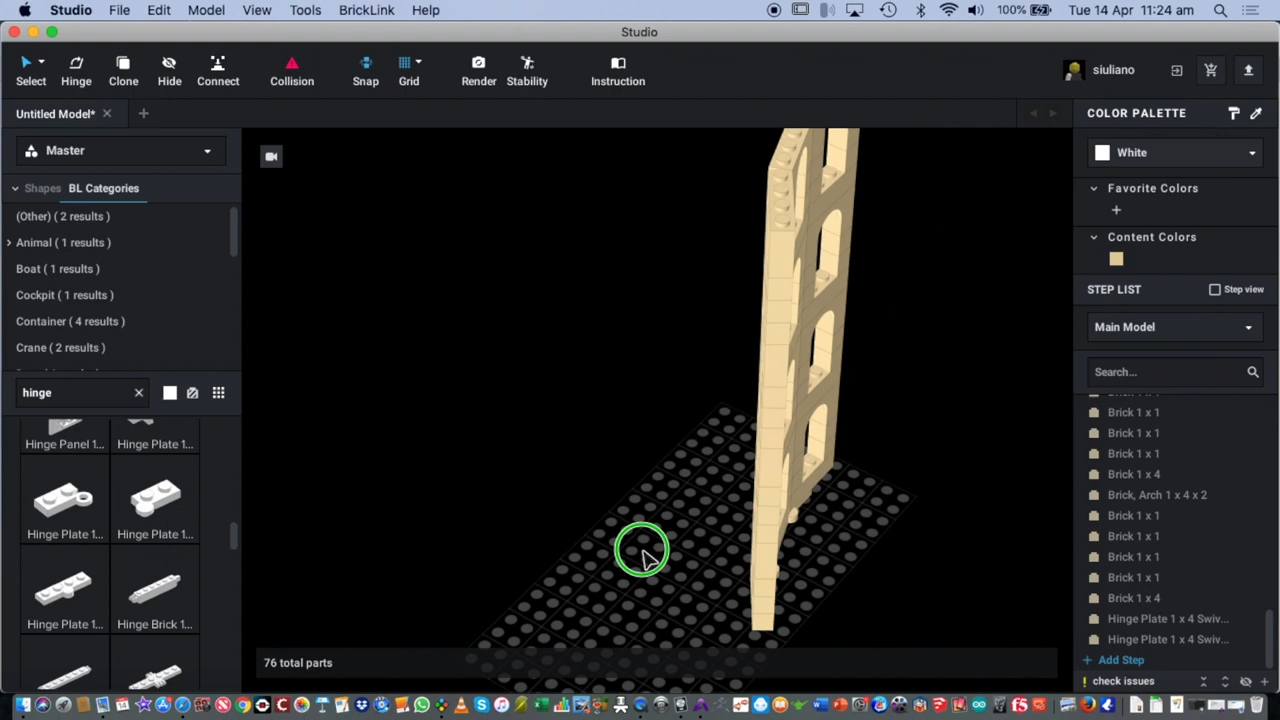 Studio File Edit Model View Tools BrickLink Help 100% Tue 14 Apr 11:24 am
Studio
Select Hinge Clone Hide Connect Collision Snap Grid Render Stability Instruction siuliano
Untitled Model*
Master
Shapes BL Categories
(Other) ( 2 results )
Animal ( 1 results )
Boat ( 1 results )
Cockpit ( 1 results )
Container ( 4 results )
Crane ( 2 results )
hinge
Hinge Panel 1... Hinge Plate 1...
Hinge Plate 1... Hinge Plate 1...
Hinge Plate 1... Hinge Brick 1...
76 total parts
COLOR PALETTE
White
Favorite Colors
+
Content Colors
STEP LIST Step view
Main Model
Search...
Brick 1 x 1
Brick 1 x 1
Brick 1 x 1
Brick 1 x 4
Brick, Arch 1 x 4 x 2
Brick 1 x 1
Brick 1 x 1
Brick 1 x 1
Brick 1 x 1
Brick 1 x 4
Hinge Plate 1 x 4 Swiv...
Hinge Plate 1 x 4 Swiv...
+ Add Step
! check issues